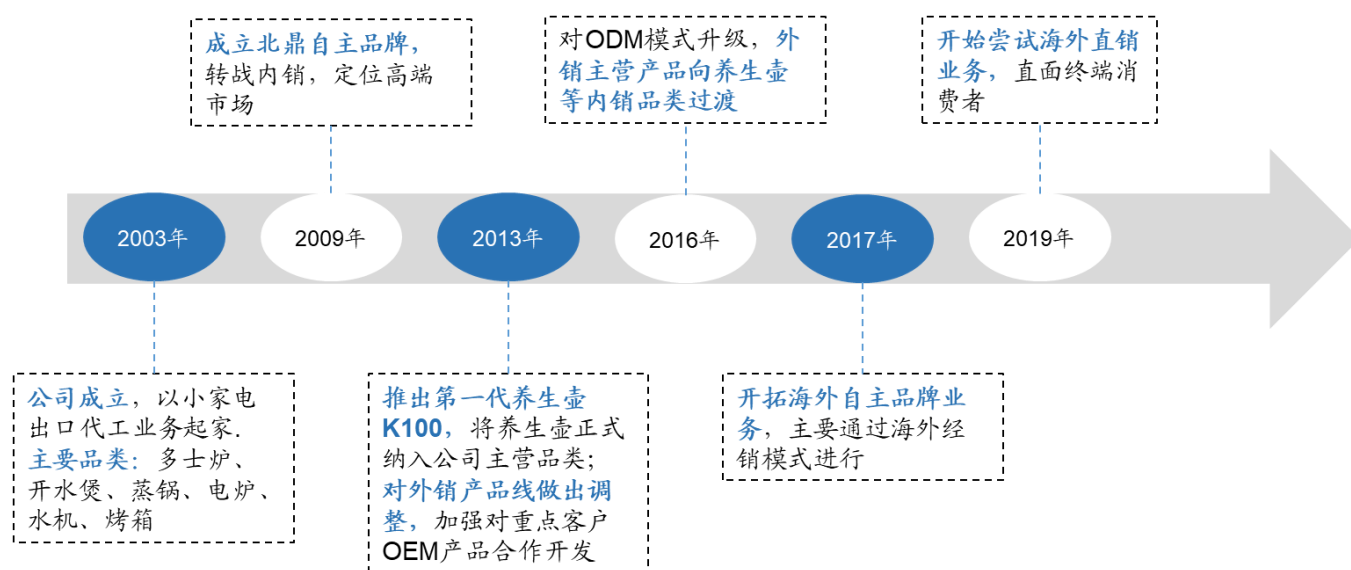 成立北鼎自主品牌，
转战内销，定位高端
市场
对ODM模式升级，外
销主营产品向养生壶
等内销品类过渡
开始尝试海外直销
业务，直面终端消
费者
2003年
2009年
2013年
2016年
2017年
2019年
公司成立，以小家电
出口代工业务起家.
主要品类：多士炉、
开水煲、蒸锅、电炉、
水机、烤箱
推出第一代养生壶
K100，将养生壶正式
纳入公司主营品类；
对外销产品线做出调
整，加强对重点客户
OEM产品合作开发
开拓海外自主品牌业
务，主要通过海外经
销模式进行